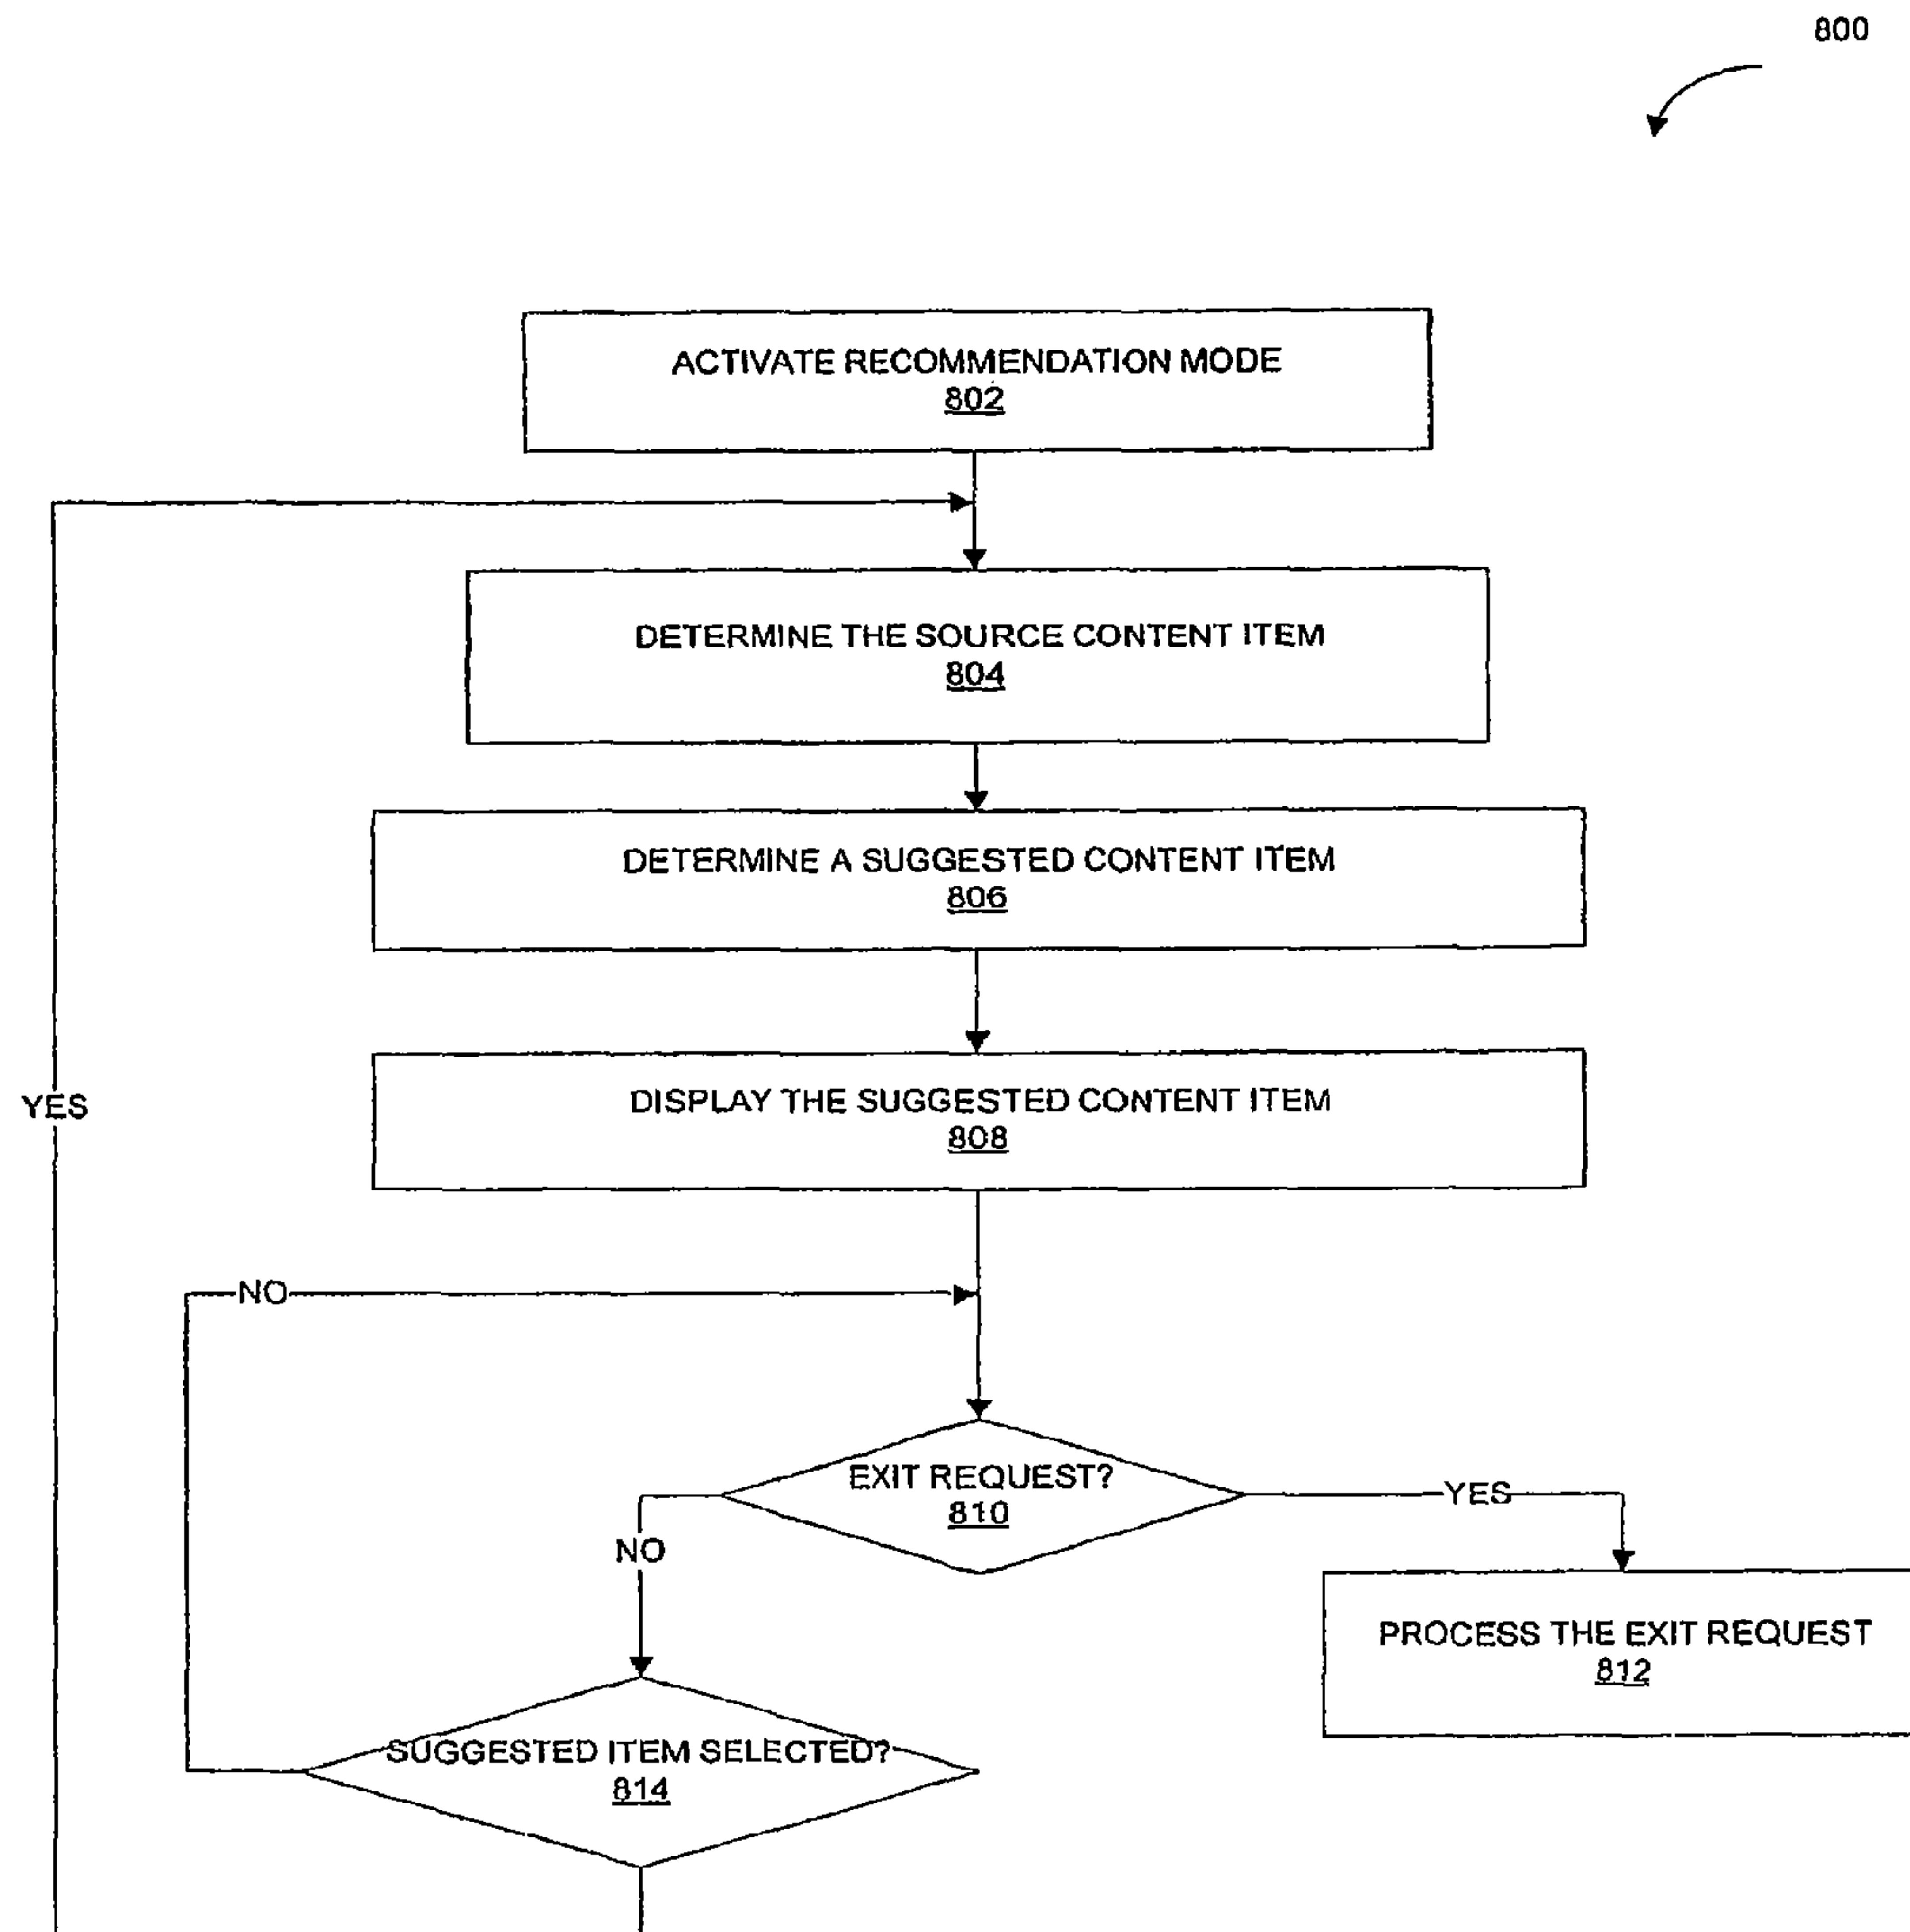 800
ACTIVATE RECOMMENDATION MODE
802
DETERMINE THE SOURCE CONTENT ITEM
804
DETERMINE A SUGGESTED CONTENT ITEM
806
YES
DISPLAY THE SUGGESTED CONTENT ITEM
808
NO
EXIT REQUEST?
810
YES
NO
PROCESS THE EXIT REQUEST
812
SUGGESTED ITEM SELECTED?
814